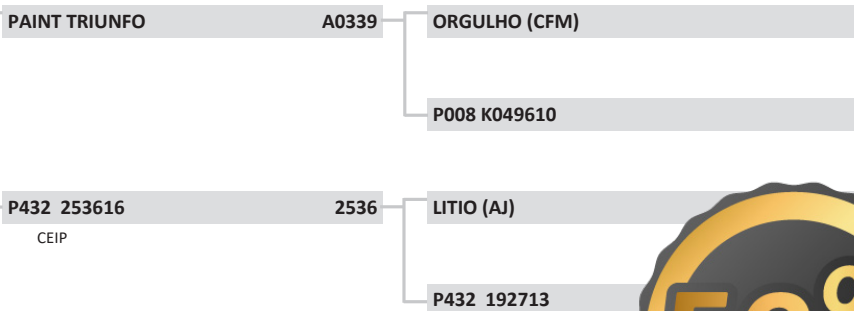 PAINT TRIUNFO A0339
ORGULHO (CFM)
P008 K049610
P432 253616 2536
CEIP
LITIO (AJ)
P432 192713